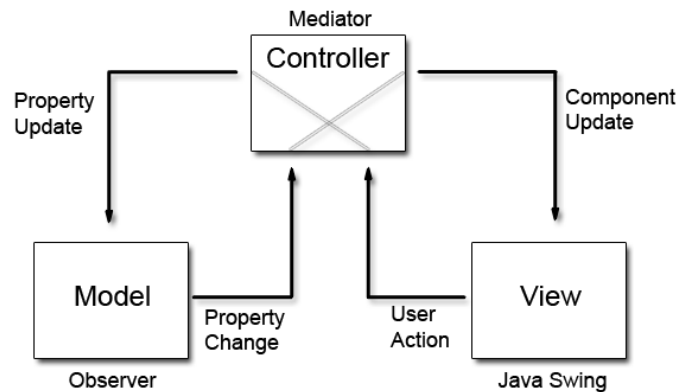 Mediator
Controller
Property
Update
Component
Update
Model
Property
Change
User
Action
View
Observer
Java Swing